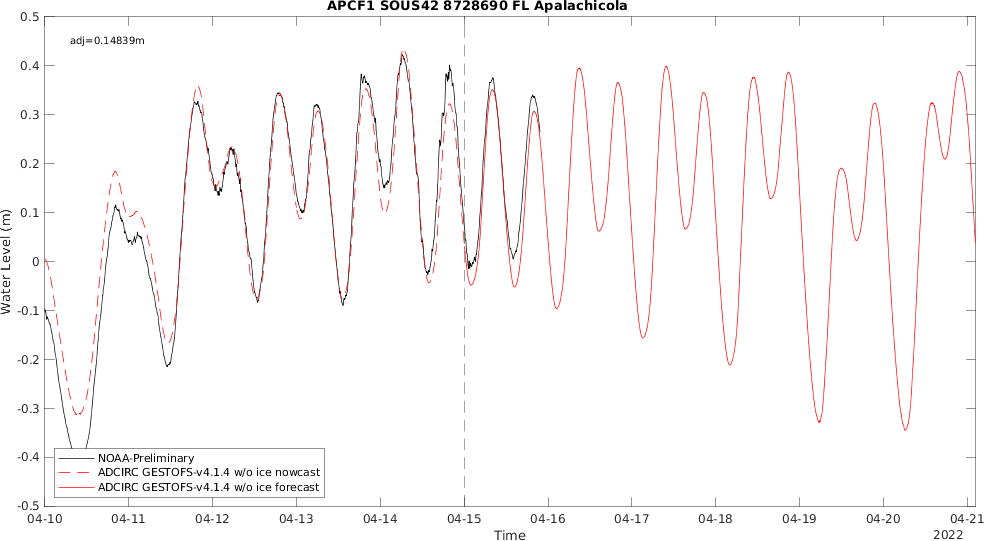 APCF1 SOUS42 8728690 FL Apalachicola
adj=0.14839m
Water Level (m)
0.5
0.4
0.3
0.2
0.1
0
-0.1
-0.2
-0.3
-0.4
-0.5
NOAA-Preliminary
ADCIRC GESTOFS-v4.1.4 w/o ice nowcast
ADCIRC GESTOFS-v4.1.4 w/o ice forecast
04-10 04-11 04-12 04-13 04-14 04-15 04-16 04-17 04-18 04-19 04-20 04-21
Time
2022